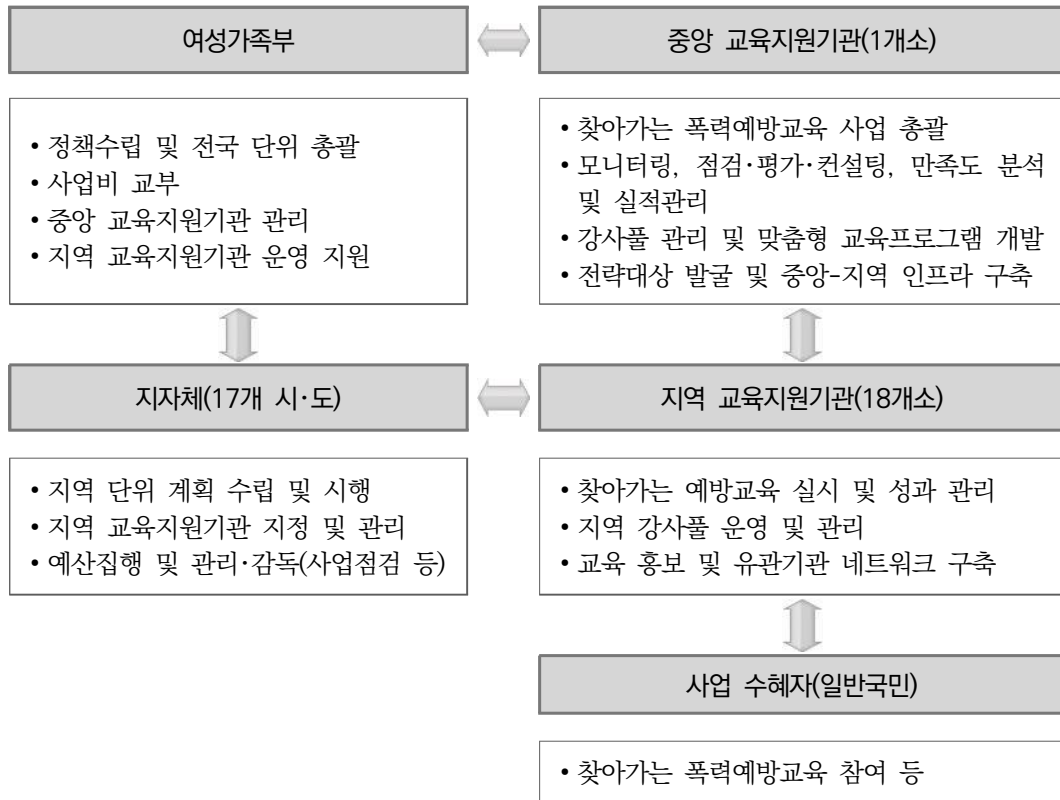 여성가족부
중앙 교육지원기관(1개소)
• 정책수립 및 전국 단위 총괄
• 사업비 교부
• 중앙 교육지원기관 관리
• 지역 교육지원기관 운영 지원
• 찾아가는 폭력예방교육 사업 총괄
• 모니터링, 점검·평가·컨설팅, 만족도 분석
및 실적관리
• 강사풀 관리 및 맞춤형 교육프로그램 개발
• 전략대상 발굴 및 중앙-지역 인프라 구축
지자체(17개 시·도)
지역 교육지원기관(18개소)
• 지역 단위 계획 수립 및 시행
• 지역 교육지원기관 지정 및 관리
• 예산집행 및 관리·감독(사업점검 등)
• 찾아가는 예방교육 실시 및 성과 관리
• 지역 강사풀 운영 및 관리
• 교육 홍보 및 유관기관 네트워크 구축
사업 수혜자(일반국민)
• 찾아가는 폭력예방교육 참여 등